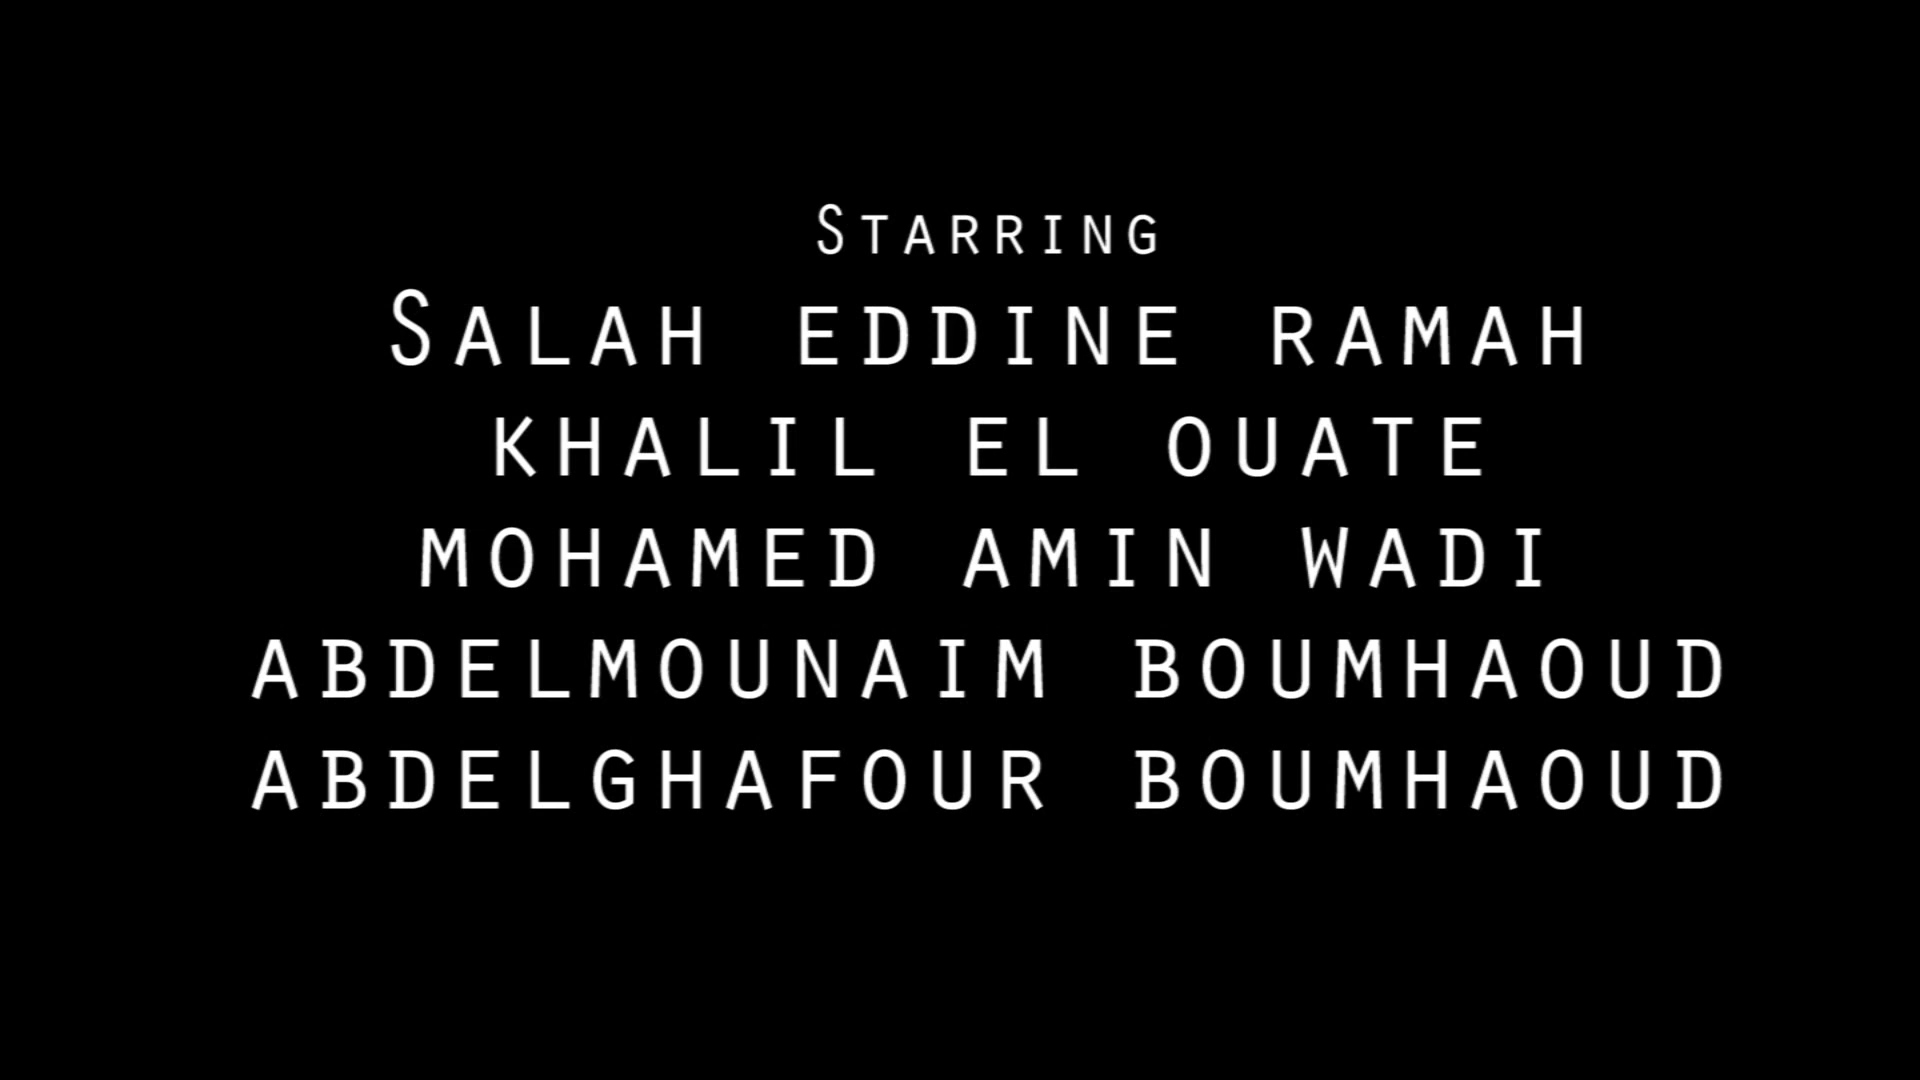 Starring
Salah eddine ramah
khalil el ouate
mohamed amin wadi
abdelmounaim boumhaoud
abdelghafour boumhaoud